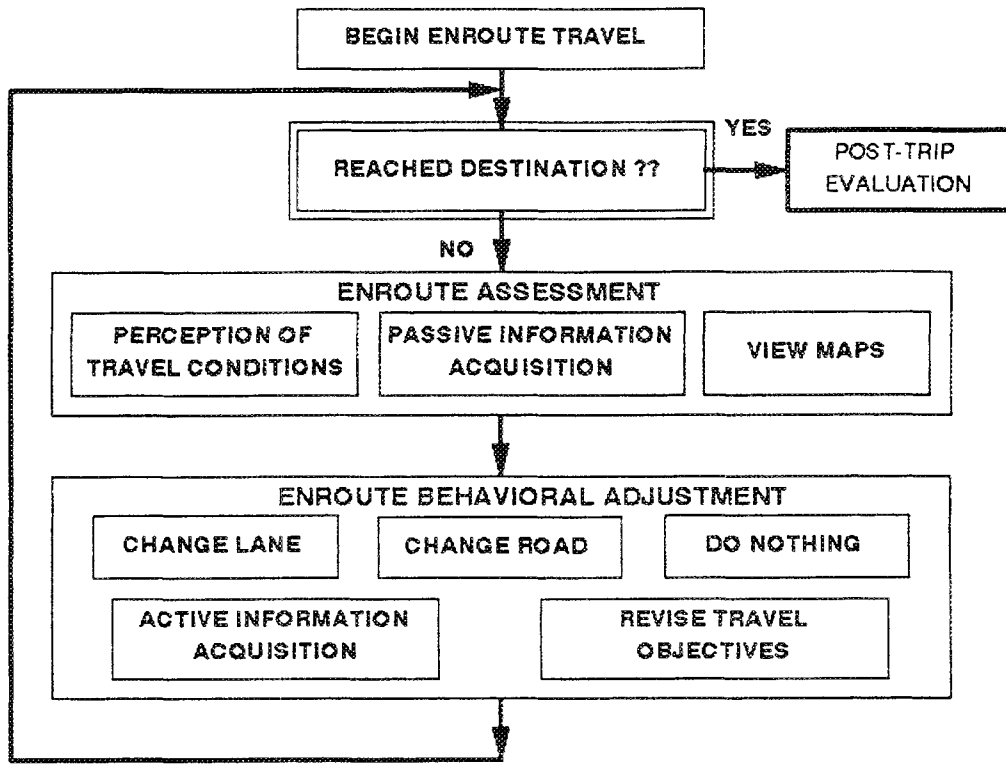 BEGIN ENROUTE TRAVEL
REACHED DESTINATION ??
YES
POST-TRIP
EVALUATION
NO
ENROUTE ASSESSMENT
PERCEPTION OF
TRAVEL CONDITIONS
PASSIVE INFORMATION
ACQUISITION
VIEW MAPS
ENROUTE BEHAVIORAL ADJUSTMENT
CHANGE LANE
CHANGE ROAD
DO NOTHING
ACTIVE INFORMATION
ACQUISITION
REVISE TRAVEL
OBJECTIVES